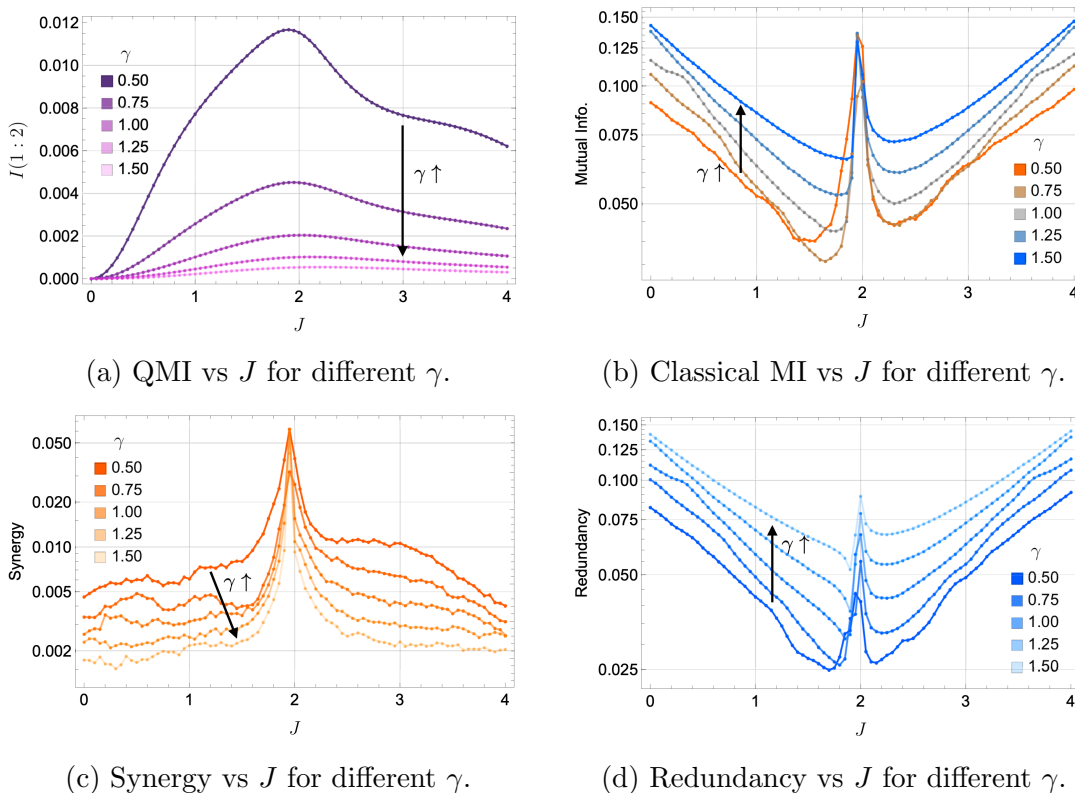 0.012
0.010
0.008
0.006
0.004
0.002
0.000
I(1 : 2)
γ
0.50
0.75
1.00
1.25
1.50
γ ↑
0 1 2 3 4
J
(a) QMI vs J for different γ.
0.150
0.125
0.100
0.075
0.050
Mutual Info.
γ ↑
γ
0.50
0.75
1.00
1.25
1.50
0 1 2 3 4
J
(b) Classical MI vs J for different γ.
0.050
0.020
0.010
0.005
0.002
Synergy
γ
0.50
0.75
1.00
1.25
1.50
γ ↑
0 1 2 3 4
J
(c) Synergy vs J for different γ.
0.150
0.125
0.100
0.075
0.050
0.025
Redundancy
γ ↑
γ
0.50
0.75
1.00
1.25
1.50
0 1 2 3 4
J
(d) Redundancy vs J for different γ.